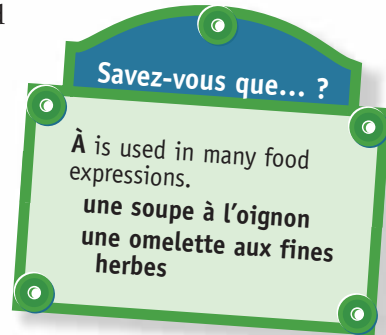 Savez-vous que... ?
À is used in many food
expressions.
une soupe à l'oignon
une omelette aux fines
herbes